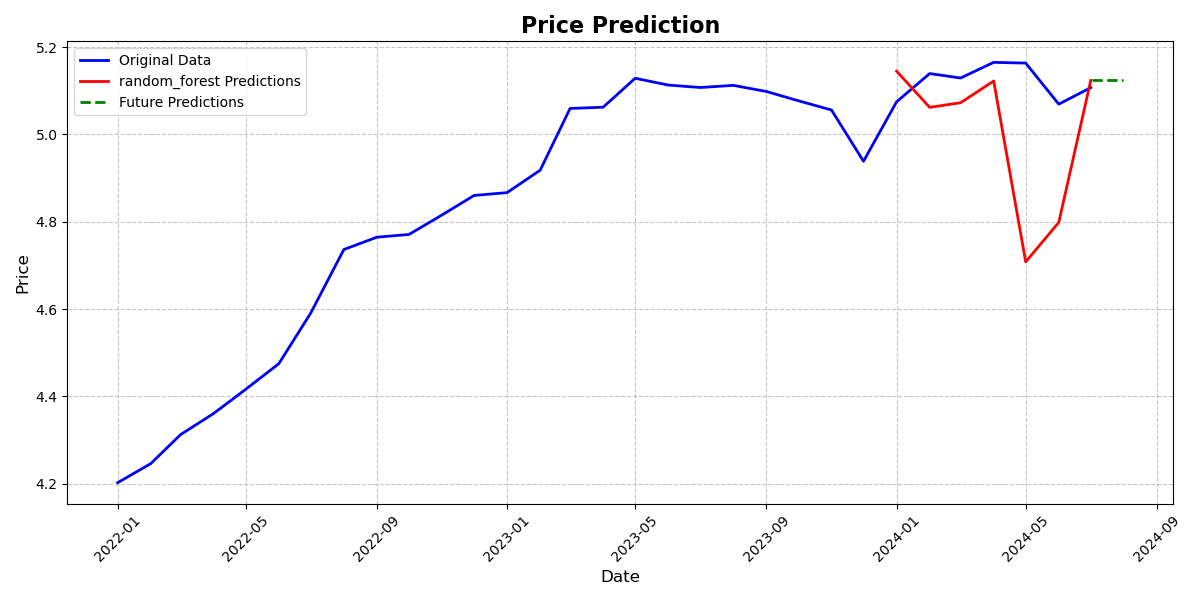 Price Prediction
Original Data
random_forest Predictions
Future Predictions
5.2
5.0
4.8
4.6
4.4
4.2
Price
2022-01
2022-05
2022-09
2023-01
2023-05
2023-09
2024-01
2024-05
2024-09
Date